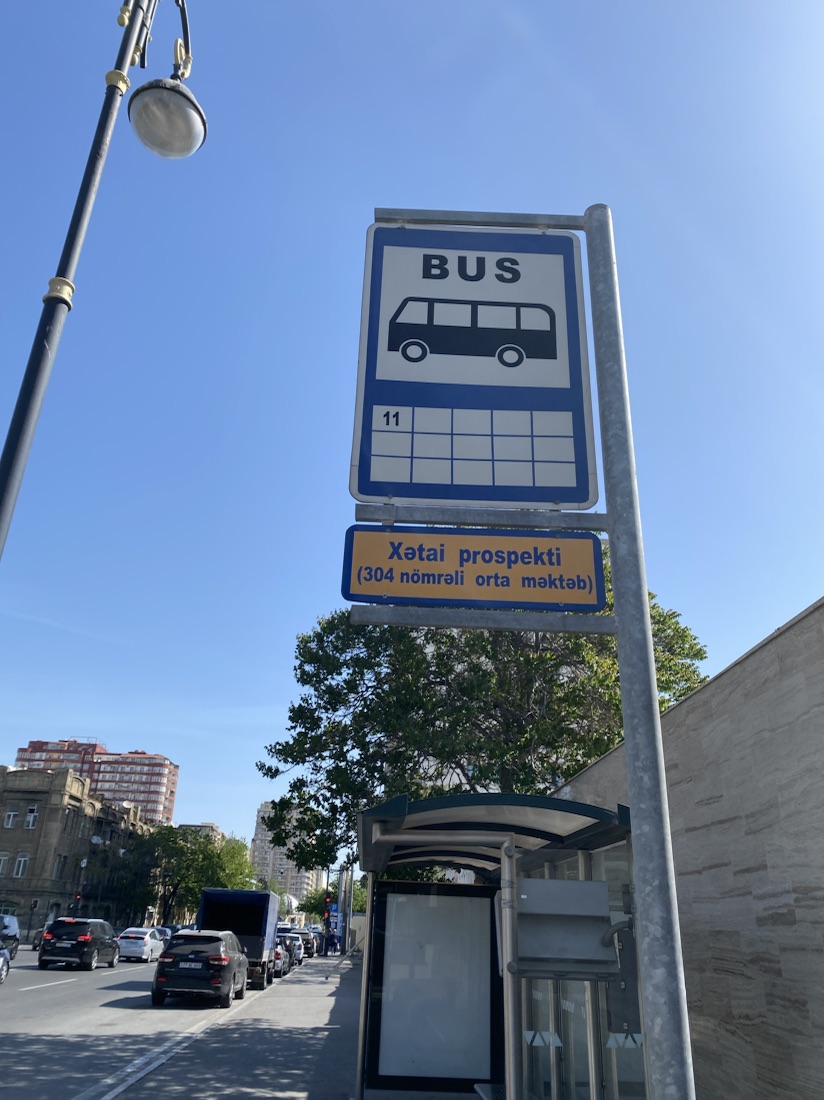 BUS
11
Xətai prospekti
(304 nömrəli orta məktəb)